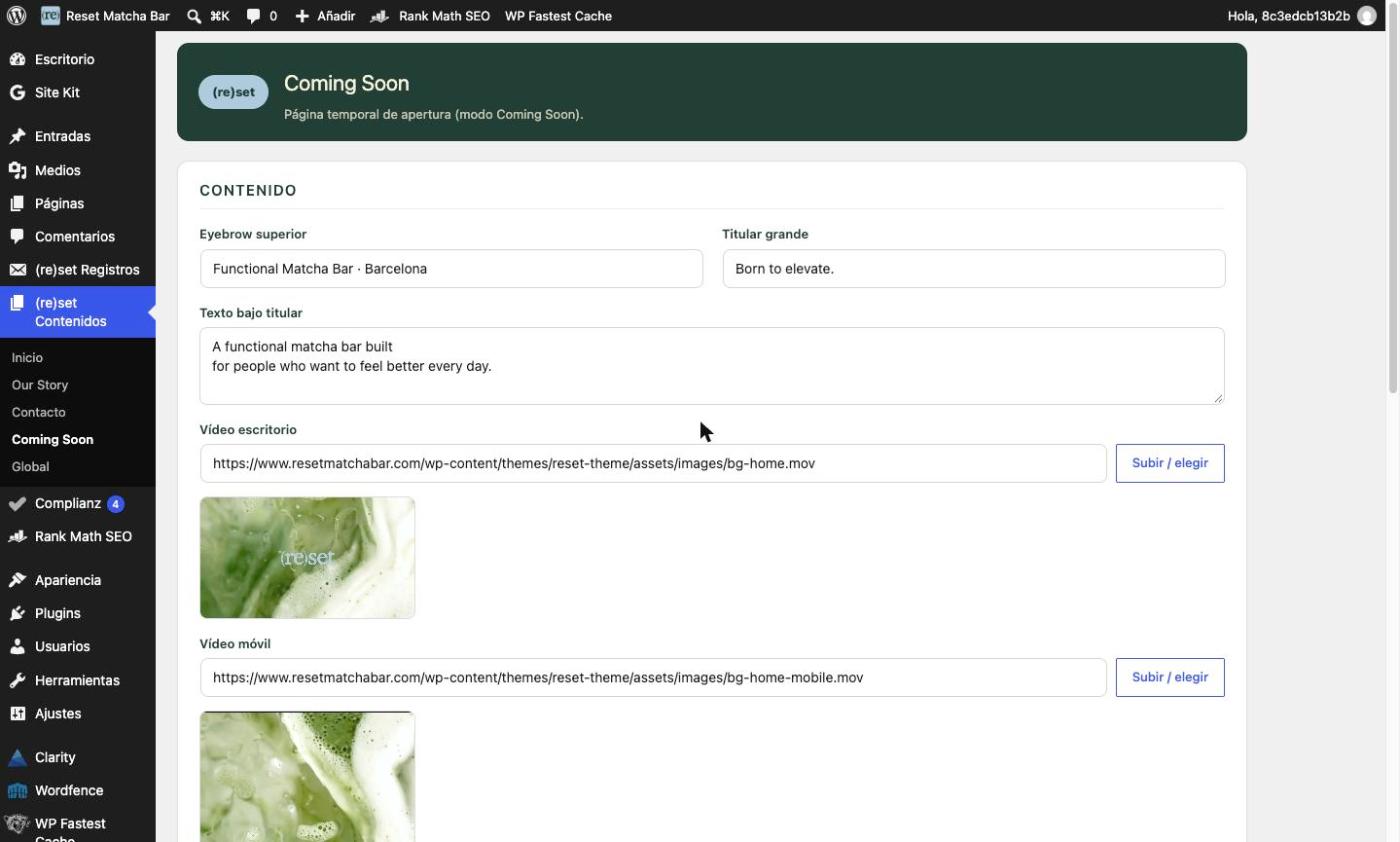 Reset Matcha Bar
⌘K
0
Añadir
Rank Math SEO
WP Fastest Cache
Hola, 8c3edcb13b2b
Escritorio
Site Kit
Entradas
Medios
Páginas
Comentarios
(re)set Registros
(re)set
Contenidos
Inicio
Our Story
Contacto
Coming Soon
Global
Complianz 4
Rank Math SEO
Apariencia
Plugins
Usuarios
Herramientas
Ajustes
Clarity
Wordfence
WP Fastest
Cache
(re)set
Coming Soon
Página temporal de apertura (modo Coming Soon).
CONTENIDO
Eyebrow superior
Functional Matcha Bar · Barcelona
Titular grande
Born to elevate.
Texto bajo titular
A functional matcha bar built
for people who want to feel better every day.
Vídeo escritorio
https://www.resetmatchabar.com/wp-content/themes/reset-theme/assets/images/bg-home.mov
Subir / elegir
(re)set
Vídeo móvil
https://www.resetmatchabar.com/wp-content/themes/reset-theme/assets/images/bg-home-mobile.mov
Subir / elegir